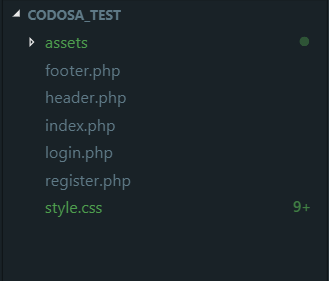 CODOSA_TEST
assets
footer.php
header.php
index.php
login.php
register.php
style.css 9+